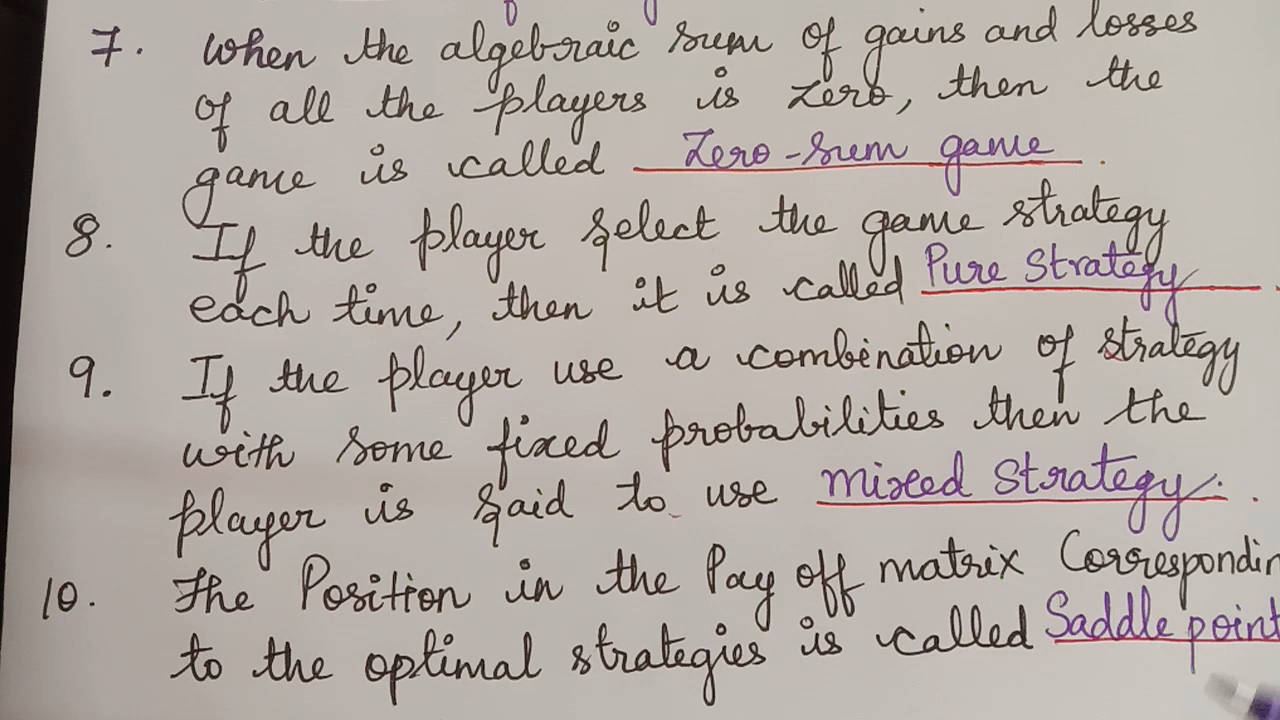 7. When the algebraic sum of gains and losses
of all the players is zero, then the
game is called Zero-sum game.
8. If the player select the game strategy
each time, then it is called Pure Strategy.
9. If the player use a combination of strategy
with some fixed probabilities then the
player is said to use mixed strategy.
10. The Position in the Pay off matrix Correspondin
to the optimal strategies is called Saddle point